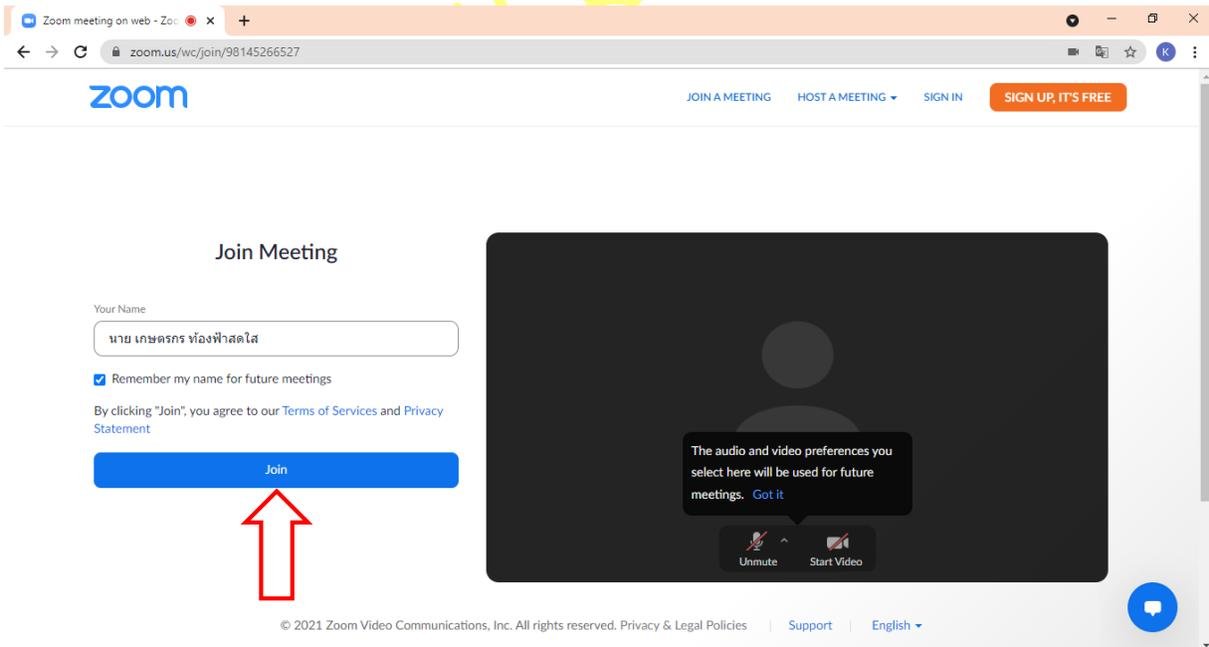 Zoom meeting on web - Zoo
zoom.us/wc/join/98145266527
K
zoom
JOIN A MEETING HOST A MEETING SIGN IN SIGN UP, IT'S FREE
Join Meeting
Your Name
นาย เกษตรกร ท้องฟ้าสดใส
Remember my name for future meetings
By clicking "Join", you agree to our Terms of Services and Privacy
Statement
Join
The audio and video preferences you
select here will be used for future
meetings. Got it
Unmute Start Video
© 2021 Zoom Video Communications, Inc. All rights reserved. Privacy & Legal Policies Support English